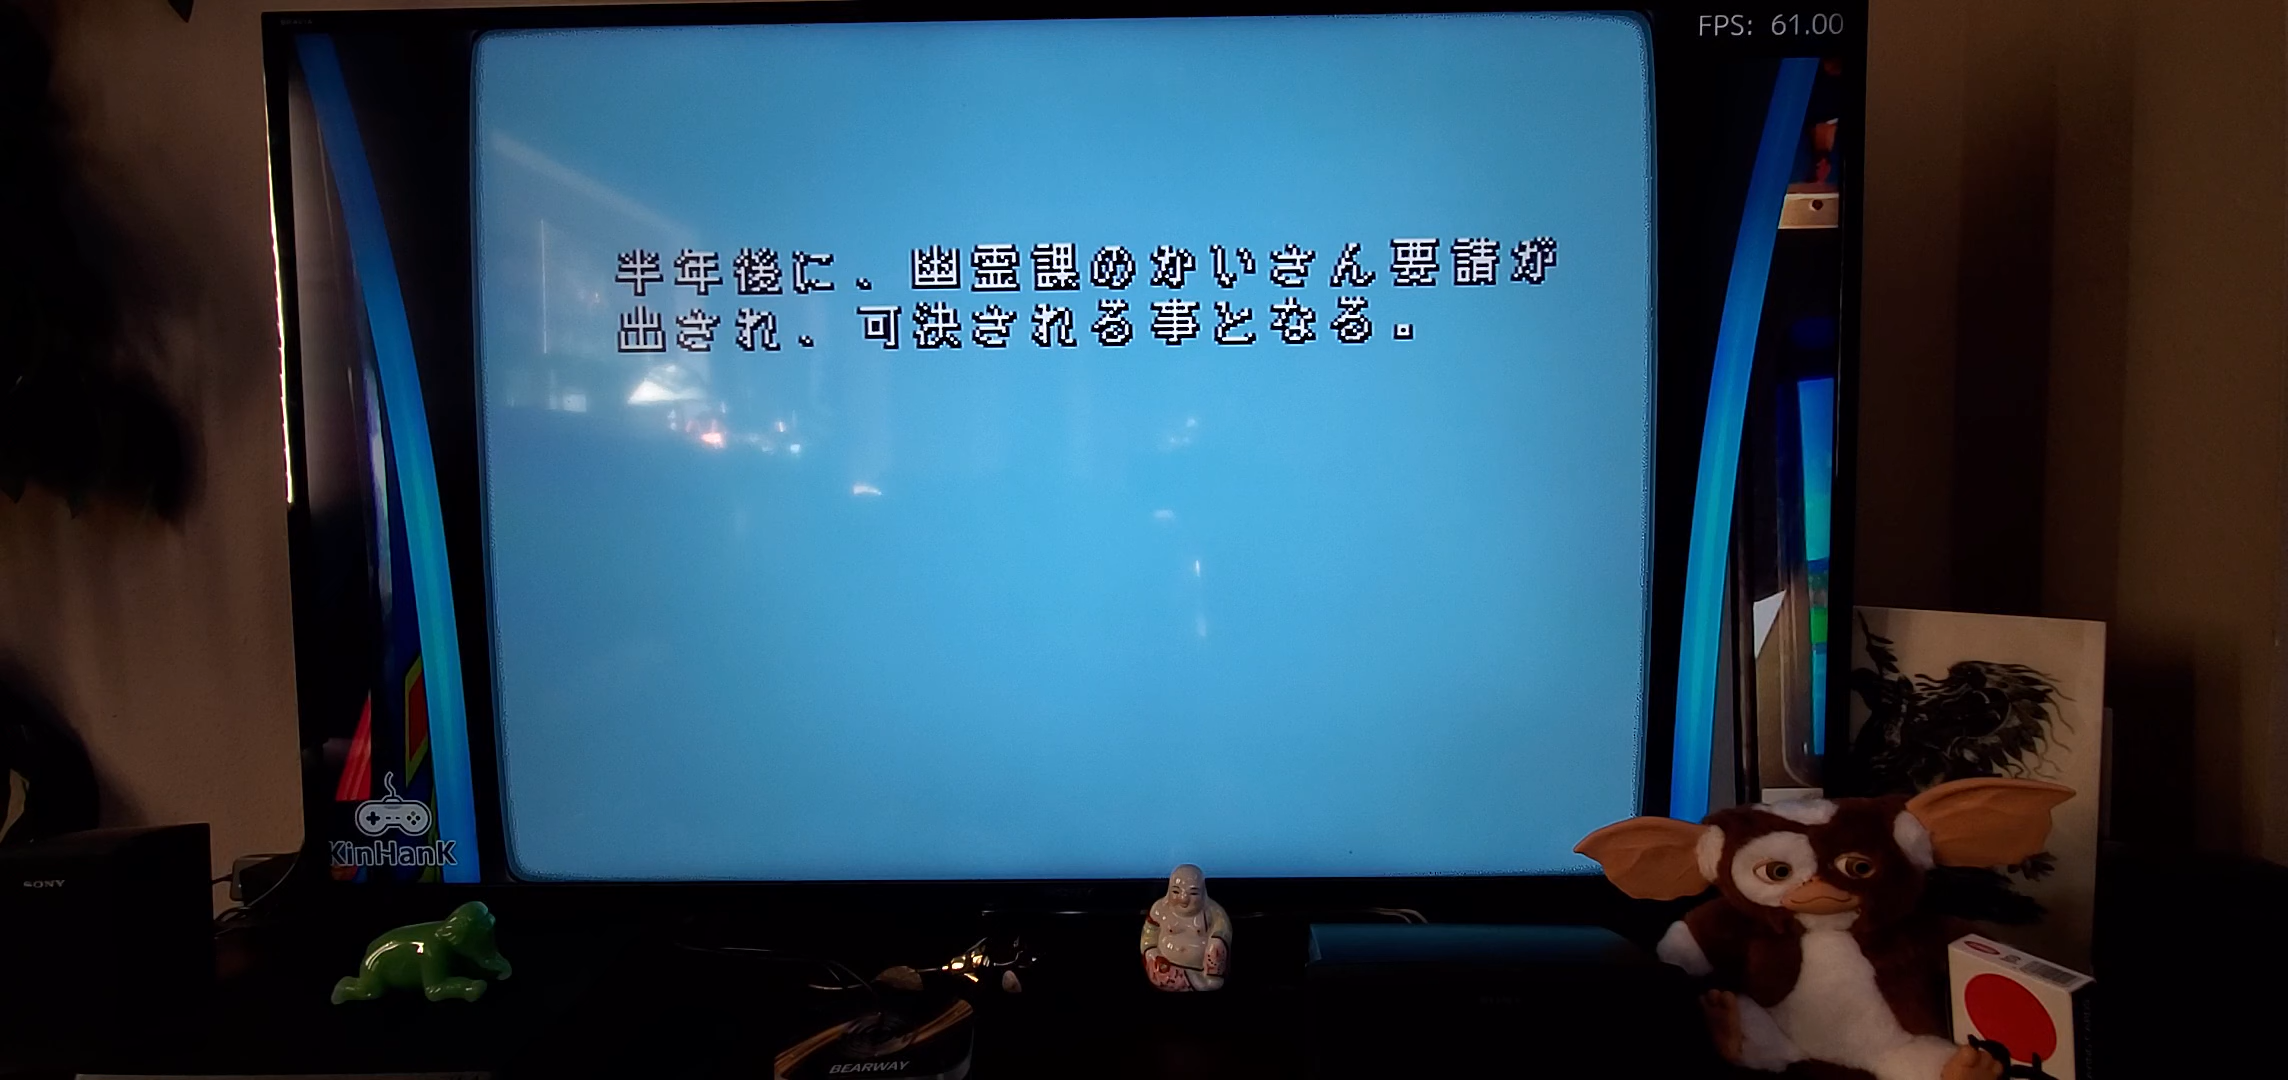 FPS: 61.00
半年後に、幽霊課のかいさん要請が
出され、可決される事となる。
KinHanK
SONY
BEARWAY